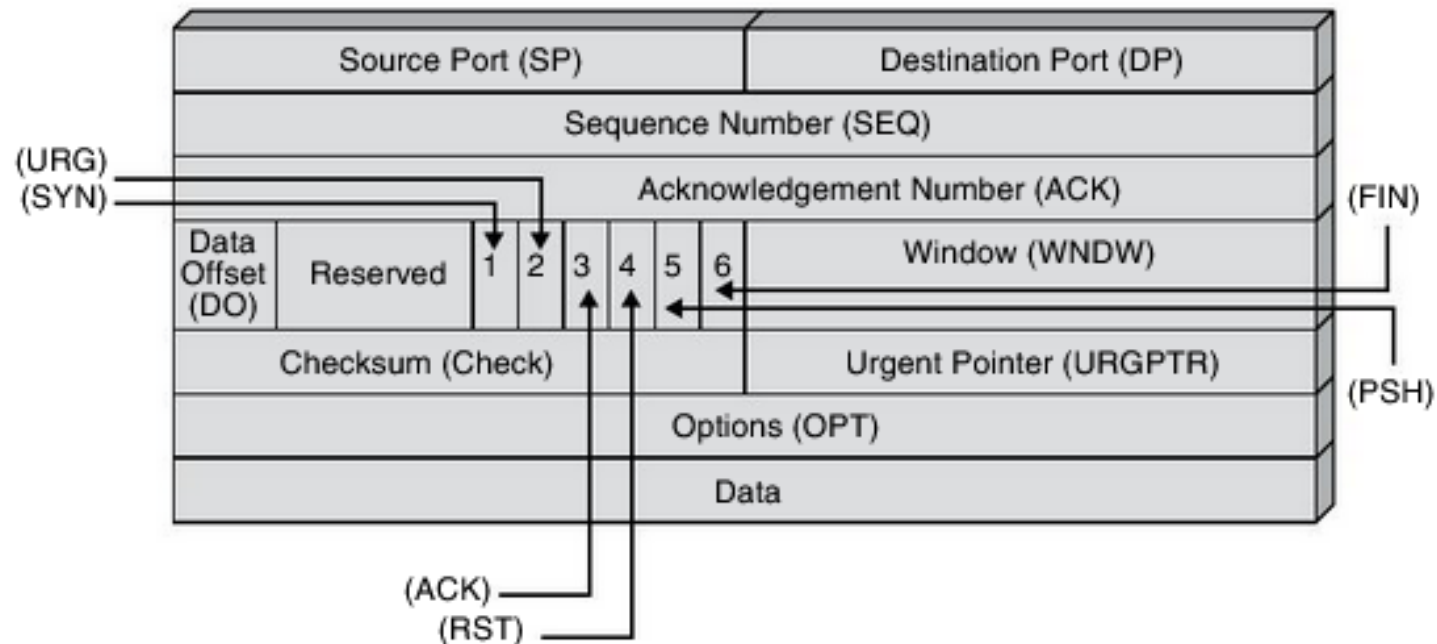 Source Port (SP)
Destination Port (DP)
Sequence Number (SEQ)
(URG)
(SYN)
Acknowledgement Number (ACK)
(FIN)
Data
Offset
(DO)
Reserved
1
2
3
4
5
6
Window (WNDW)
Checksum (Check)
Urgent Pointer (URGPTR)
(PSH)
Options (OPT)
Data
(ACK)
(RST)